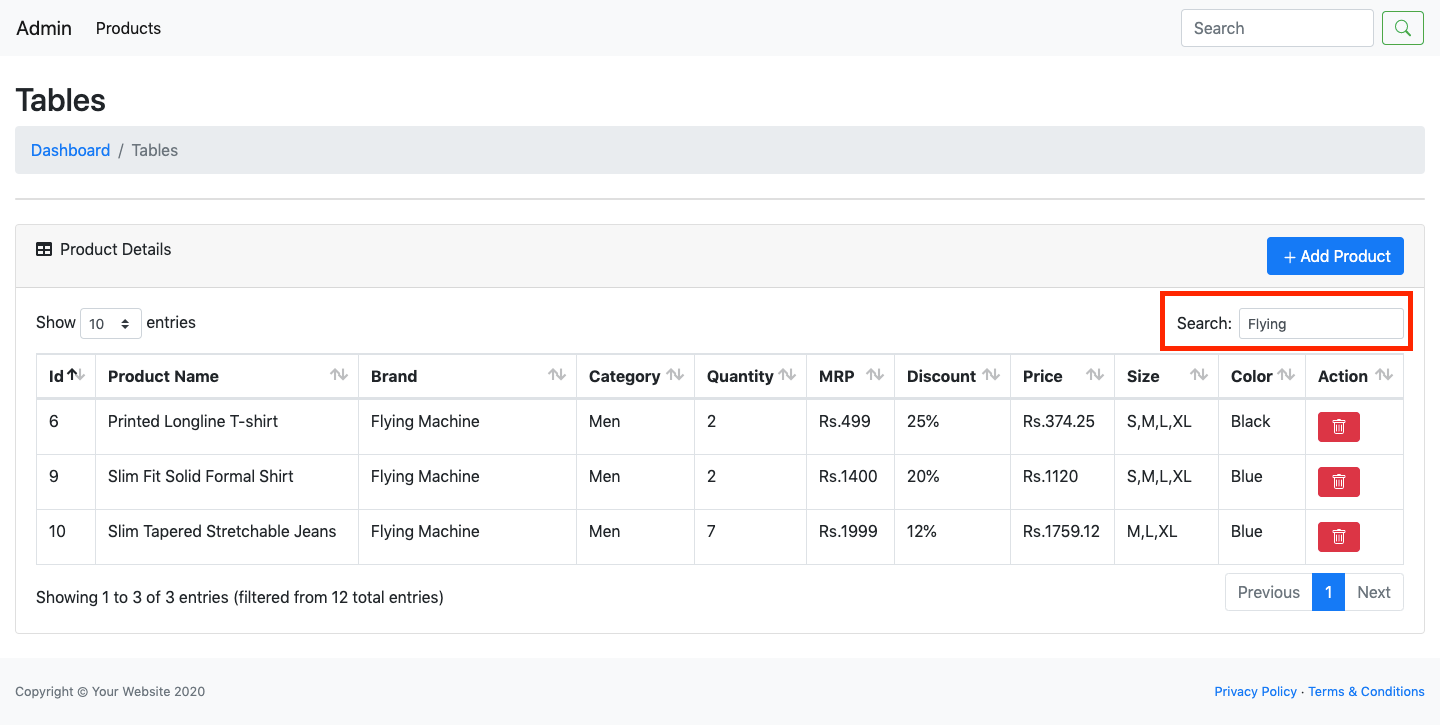 Admin Products Search
Tables
Dashboard / Tables
Product Details + Add Product
Show 10 entries Search: Flying
Id Product Name Brand Category Quantity MRP Discount Price Size Color Action
6 Printed Longline T-shirt Flying Machine Men 2 Rs.499 25% Rs.374.25 S,M,L,XL Black
9 Slim Fit Solid Formal Shirt Flying Machine Men 2 Rs.1400 20% Rs.1120 S,M,L,XL Blue
10 Slim Tapered Stretchable Jeans Flying Machine Men 7 Rs.1999 12% Rs.1759.12 M,L,XL Blue
Showing 1 to 3 of 3 entries (filtered from 12 total entries) Previous 1 Next
Copyright © Your Website 2020 Privacy Policy · Terms & Conditions